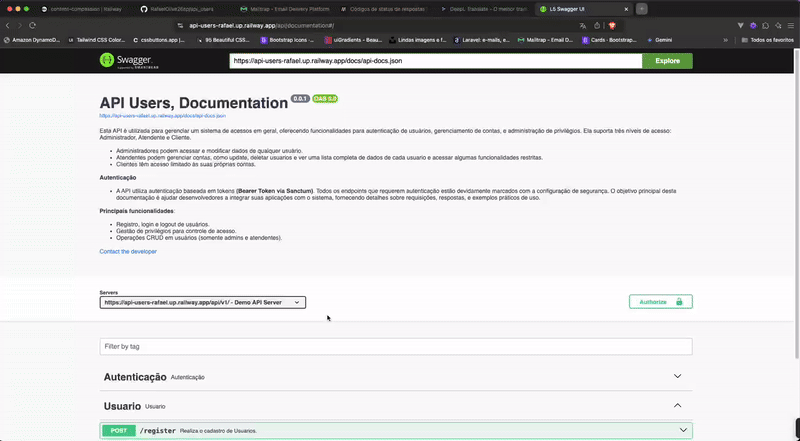 RafaelOlive26/apisis_users
Mailtrap - Email Delivery Platform
Códigos de status de respostas
DeepL Translate - O melhor tra
L5 Swagger UI
api-users-rafael.up.railway.app/api/documentation#/
Amazon DynamoD...
Tailwind CSS Color...
cssbuttons.app |...
95 Beautiful CSS...
Bootstrap Icons ·...
uiGradients - Beau...
Lindas imagens e f...
Laravel: e-mails, e...
Mailtrap - Email D...
Cards · Bootstrap...
Gemini
Todos os favoritos
Swagger
https://api-users-rafael.up.railway.app/docs/api-docs.json
Explore
API Users, Documentation 0.0.1 OAS 3.0
https://api-users-rafael.up.railway.app/docs/api-docs.json
Esta API é utilizada para gerenciar um sistema de acessos em geral, oferecendo funcionalidades para autenticação de usuários, gerenciamento de contas, e administração de privilégios. Ela suporta três níveis de acesso:
Administrador, Atendente e Cliente.
Administradores podem acessar e modificar dados de qualquer usuário.
Atendentes podem gerenciar contas, como update, deletar usuarios e ver uma lista completa de dados de cada usuario e acessar algumas funcionalidades restritas.
Clientes têm acesso limitado às suas próprias contas.
Autenticação
A API utiliza autenticação baseada em tokens (Bearer Token via Sanctum). Todos os endpoints que requerem autenticação estão devidamente marcados com a configuração de segurança. O objetivo principal desta
documentação é ajudar desenvolvedores a integrar suas aplicações com o sistema, fornecendo detalhes sobre requisições, respostas, e exemplos práticos de uso.
Principais funcionalidades:
Registro, login e logout de usuários.
Gestão de privilégios para controle de acesso.
Operações CRUD em usuários (somente admins e atendentes).
Contact the developer
Servers
https://api-users-rafael.up.railway.app/api/v1/ - Demo API Server
Authorize
Filter by tag
Autenticação Autenticação
Usuario Usuario
POST /register Realiza o cadastro de Usuarios.